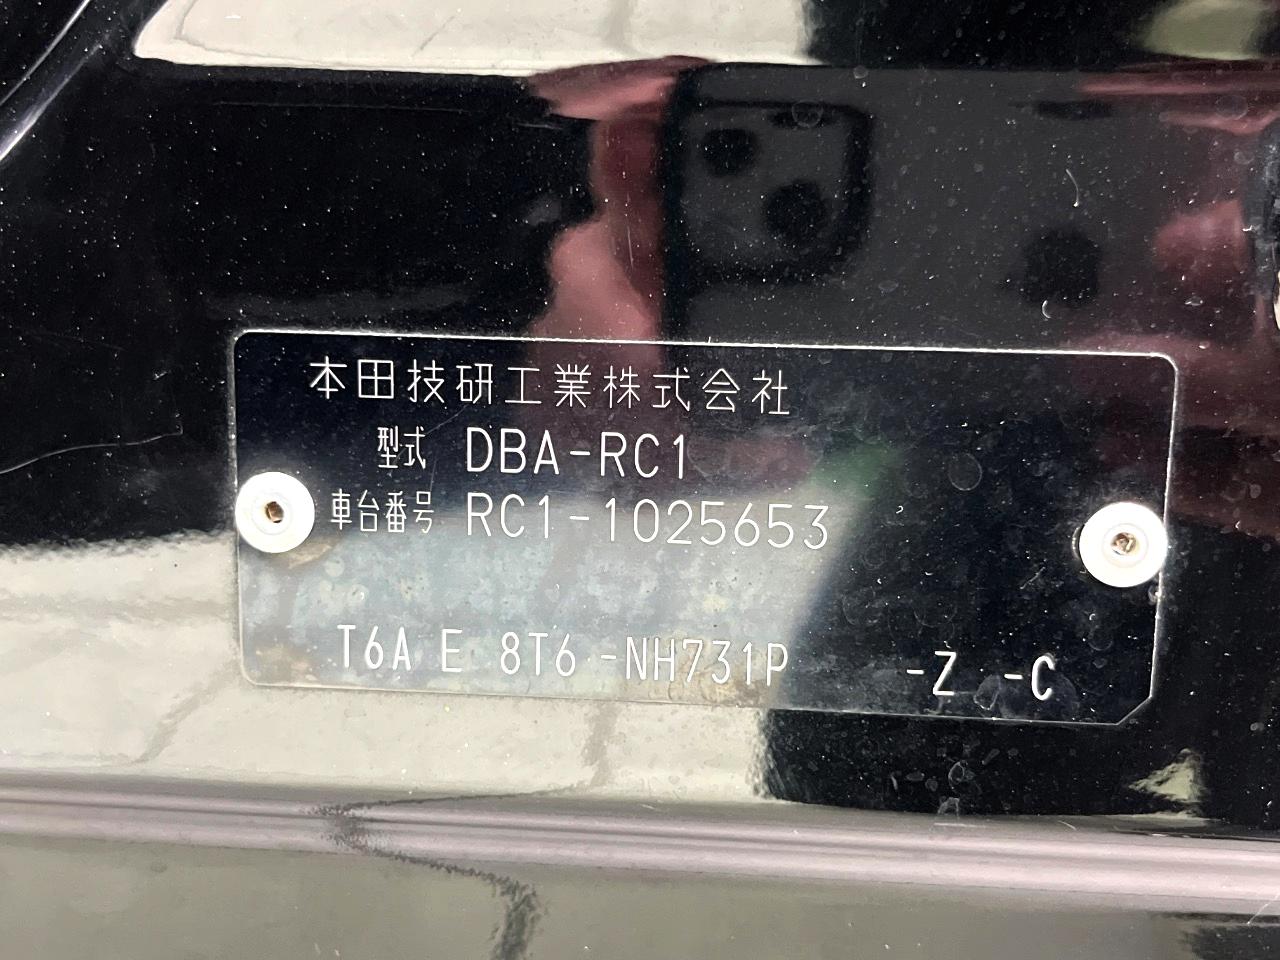 本田技研工業株式会社
型式 DBA-RC1
車台番号 RC1-1025653
T6A E 8T6 -NH731P -Z -C